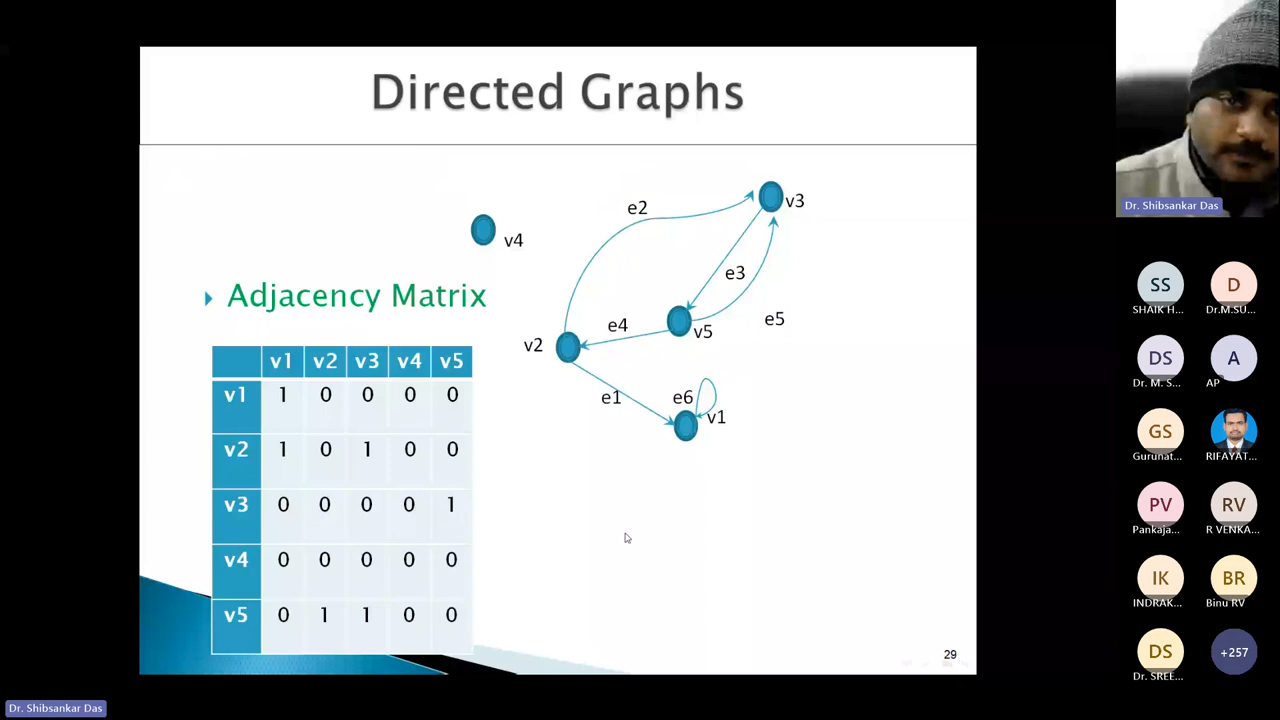 Directed Graphs
e2
v3
v4
e3
Adjacency Matrix
e5
e4
v5
v2
e1
e6
v1
v1 v2 v3 v4 v5
v1 1 0 0 0 0
v2 1 0 1 0 0
v3 0 0 0 0 1
v4 0 0 0 0 0
v5 0 1 1 0 0
29
Dr. Shibsankar Das
SS
D
SHAIK H...
Dr.M.SU...
DS
A
Dr. M. S...
AP
GS
Gurunat...
RIFAYAT...
PV
RV
Pankaja...
R VENKA...
IK
BR
INDRAK...
Binu RV
DS
+257
Dr. SREE...
Dr. Shibsankar Das